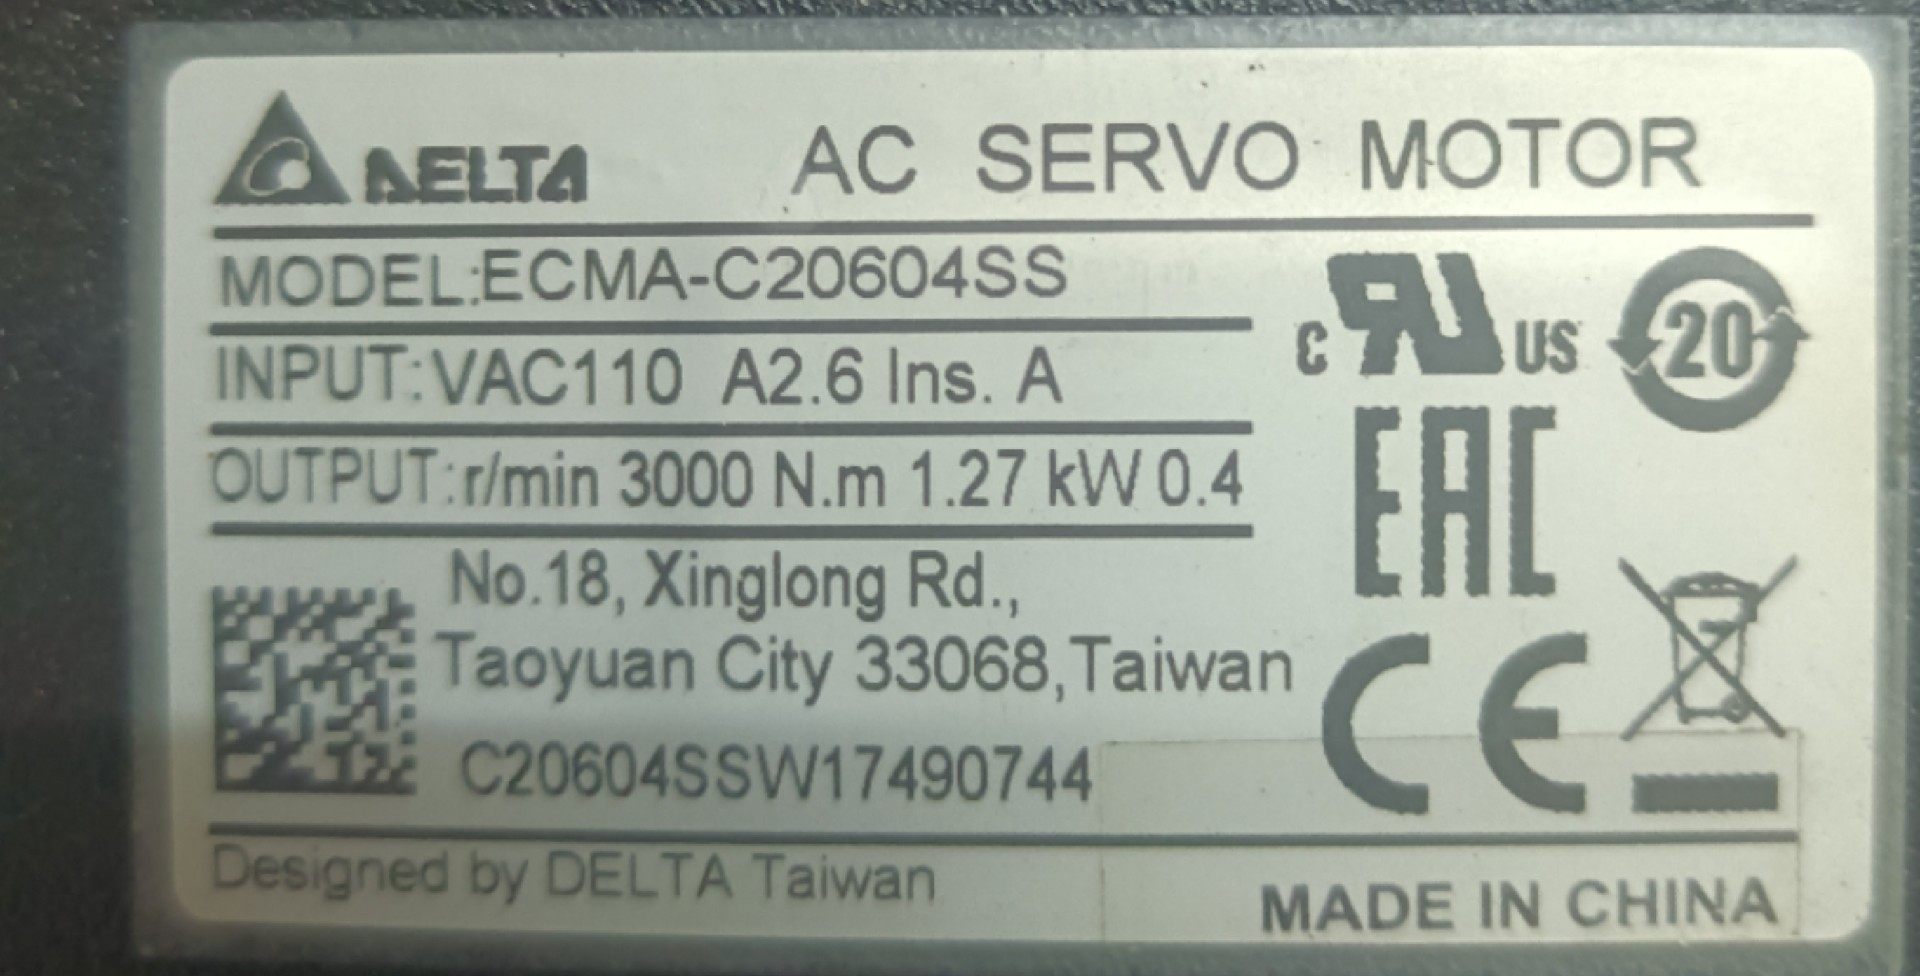 DELTA AC SERVO MOTOR
MODEL:ECMA-C20604SS
INPUT:VAC110 A2.6 Ins. A
OUTPUT:r/min 3000 N.m 1.27 kW 0.4
C RU US
20
EAC
No.18, Xinglong Rd.,
Taoyuan City 33068,Taiwan
C20604SSW17490744
CE
Designed by DELTA Taiwan
MADE IN CHINA